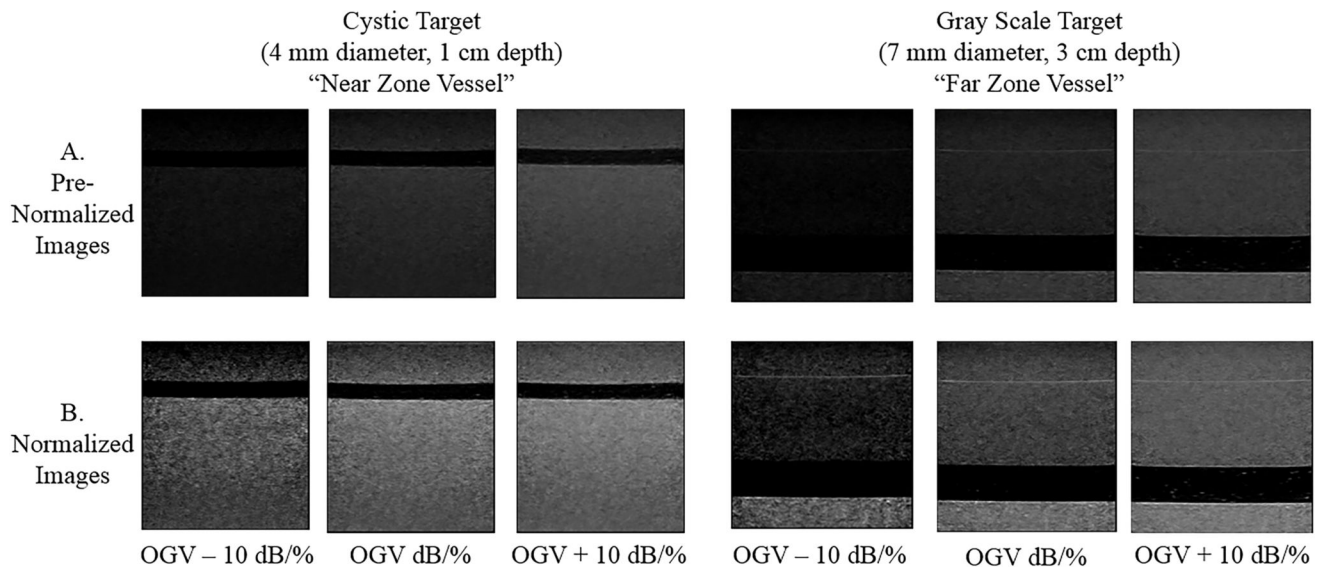 Cystic Target
(4 mm diameter, 1 cm depth)
“Near Zone Vessel”
Gray Scale Target
(7 mm diameter, 3 cm depth)
“Far Zone Vessel”
A.
Pre-
Normalized
Images
B.
Normalized
Images
OGV – 10 dB/%
OGV dB/%
OGV + 10 dB/%
OGV – 10 dB/%
OGV dB/%
OGV + 10 dB/%